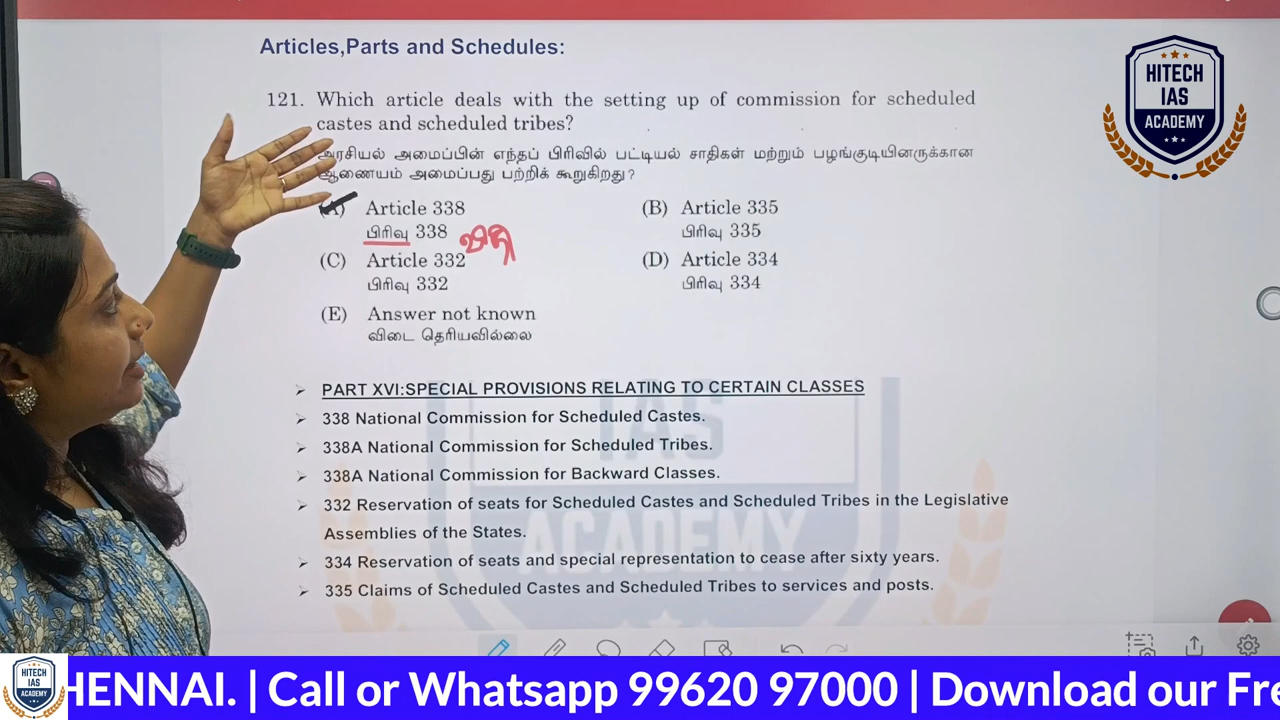 Articles,Parts and Schedules:
HITECH
IAS
ACADEMY
121. Which article deals with the setting up of commission for scheduled
castes and scheduled tribes?
அரசியல் அமைப்பின் எந்தப் பிரிவில் பட்டியல் சாதிகள் மற்றும் பழங்குடியினருக்கான
ஆணையம் அமைப்பது பற்றிக் கூறுகிறது?
(A) Article 338 (B) Article 335
பிரிவு 338 விதி பிரிவு 335
(C) Article 332 (D) Article 334
பிரிவு 332 பிரிவு 334
(E) Answer not known
விடை தெரியவில்லை
➢ PART XVI:SPECIAL PROVISIONS RELATING TO CERTAIN CLASSES
➢ 338 National Commission for Scheduled Castes.
➢ 338A National Commission for Scheduled Tribes.
➢ 338A National Commission for Backward Classes.
➢ 332 Reservation of seats for Scheduled Castes and Scheduled Tribes in the Legislative
Assemblies of the States.
➢ 334 Reservation of seats and special representation to cease after sixty years.
➢ 335 Claims of Scheduled Castes and Scheduled Tribes to services and posts.
IAS
ACADEMY
HITECH
IAS
ACADEMY
HENNAI. | Call or Whatsapp 99620 97000 | Download our Fre